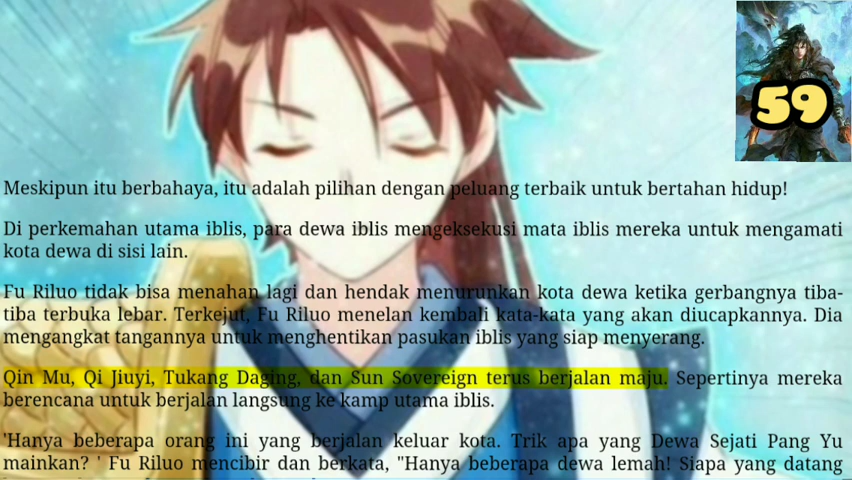 59
Meskipun itu berbahaya, itu adalah pilihan dengan peluang terbaik untuk bertahan hidup!
Di perkemahan utama iblis, para dewa iblis mengeksekusi mata iblis mereka untuk mengamati
kota dewa di sisi lain.
Fu Riluo tidak bisa menahan lagi dan hendak menurunkan kota dewa ketika gerbangnya tiba-
tiba terbuka lebar. Terkejut, Fu Riluo menelan kembali kata-kata yang akan diucapkannya. Dia
mengangkat tangannya untuk menghentikan pasukan iblis yang siap menyerang.
Qin Mu, Qi Jiuyi, Tukang Daging, dan Sun Sovereign terus berjalan maju. Sepertinya mereka
berencana untuk berjalan langsung ke kamp utama iblis.
'Hanya beberapa orang ini yang berjalan keluar kota. Trik apa yang Dewa Sejati Pang Yu
mainkan? ' Fu Riluo mencibir dan berkata, "Hanya beberapa dewa lemah! Siapa yang datang